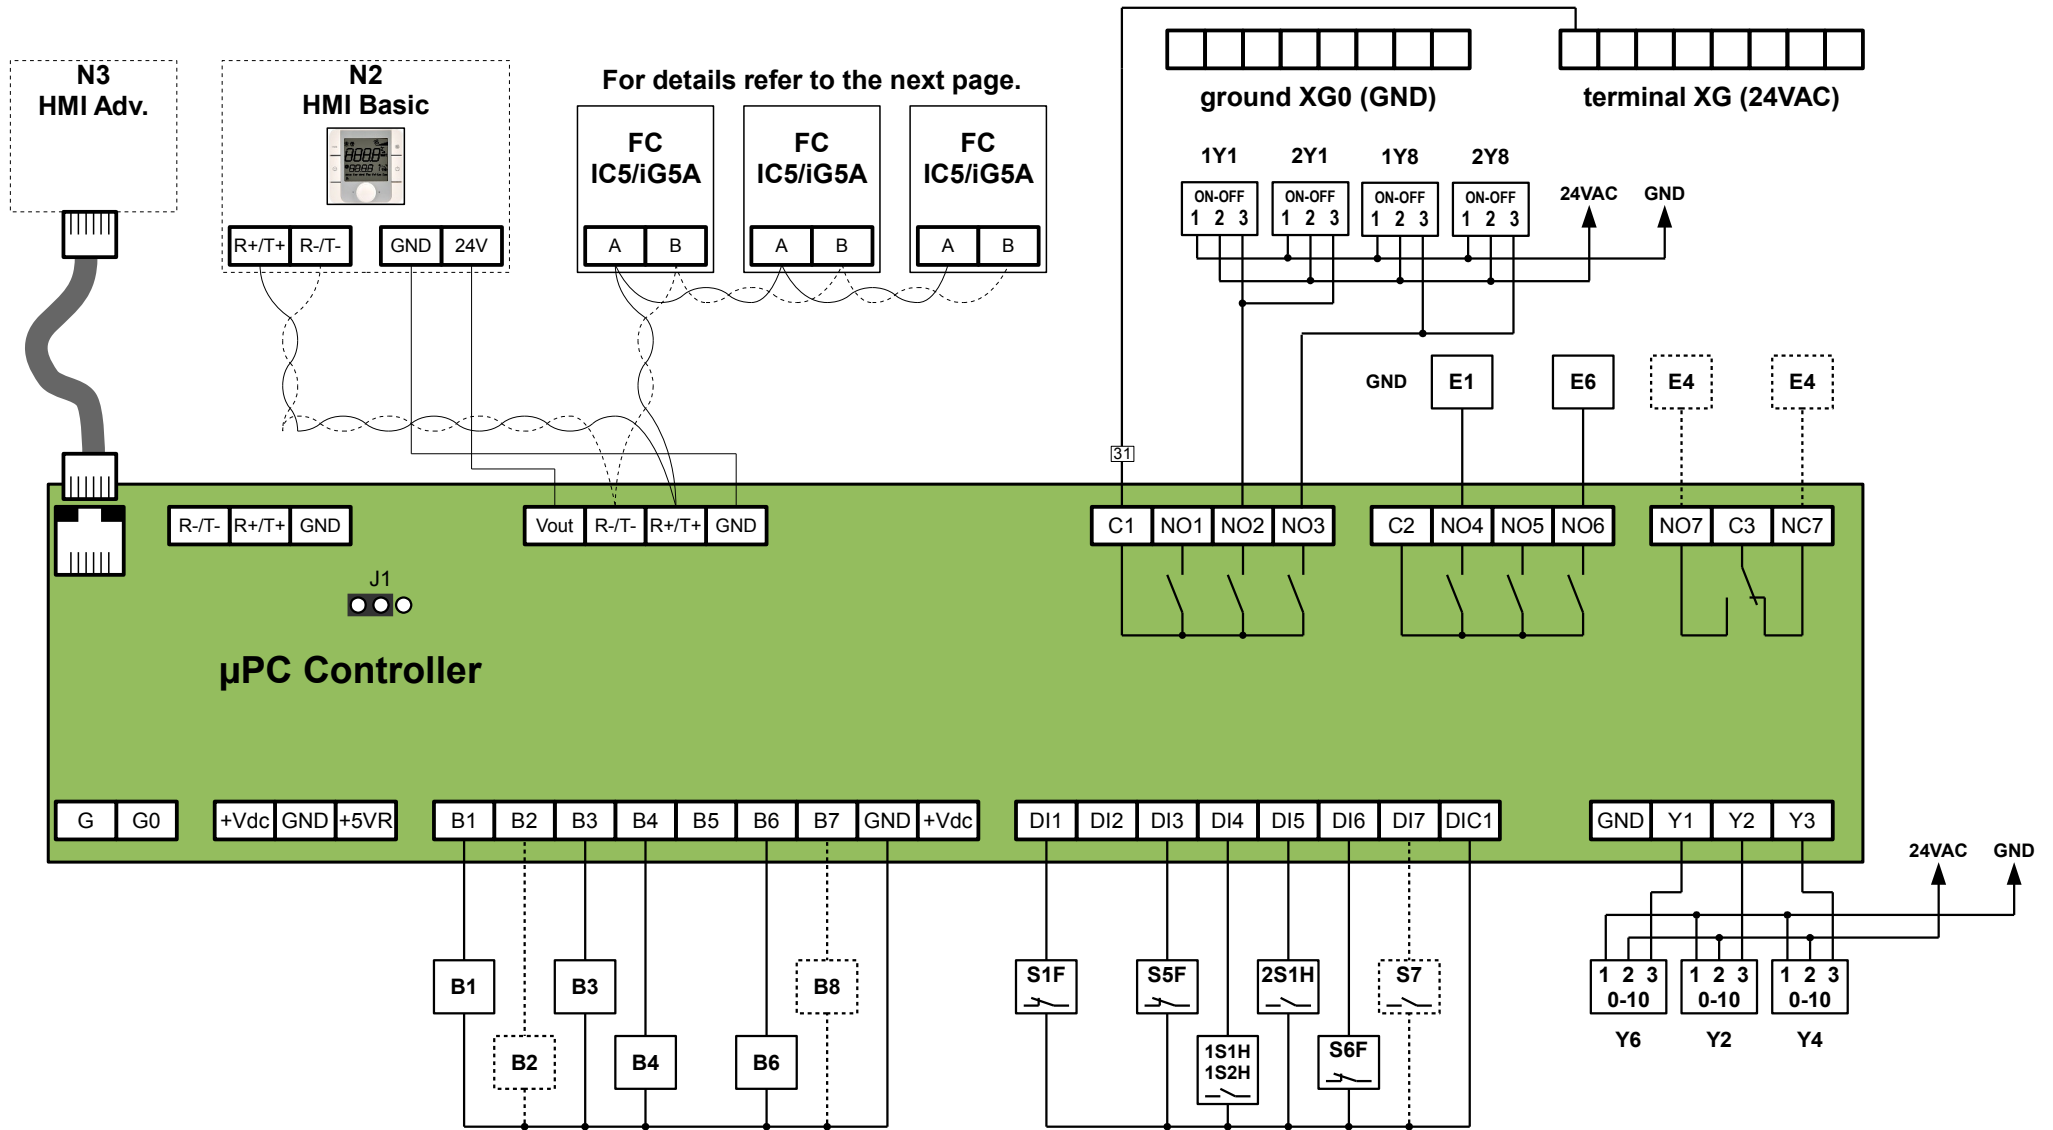 N3
HMI Adv.
N2
HMI Basic
For details refer to the next page.
FC
IC5/iG5A
FC
IC5/iG5A
FC
IC5/iG5A
ground XG0 (GND)
terminal XG (24VAC)
1Y1 2Y1 1Y8 2Y8
ON-OFF
1 2 3
ON-OFF
1 2 3
ON-OFF
1 2 3
ON-OFF
1 2 3
24VAC GND
R+/T+ R-/T- GND 24V
A B A B A B
GND E1 E6 E4 E4
31
R-/T- R+/T+ GND
Vout R-/T- R+/T+ GND
C1 NO1 NO2 NO3
C2 NO4 NO5 NO6
NO7 C3 NC7
J1
µPC Controller
G G0
+Vdc GND +5VR
B1 B2 B3 B4 B5 B6 B7 GND +Vdc
DI1 DI2 DI3 DI4 DI5 DI6 DI7 DIC1
GND Y1 Y2 Y3
24VAC GND
B1 B3 B8
B2 B4 B6
S1F S5F 2S1H S7
1S1H
1S2H
S6F
1 2 3
0-10
1 2 3
0-10
1 2 3
0-10
Y6 Y2 Y4